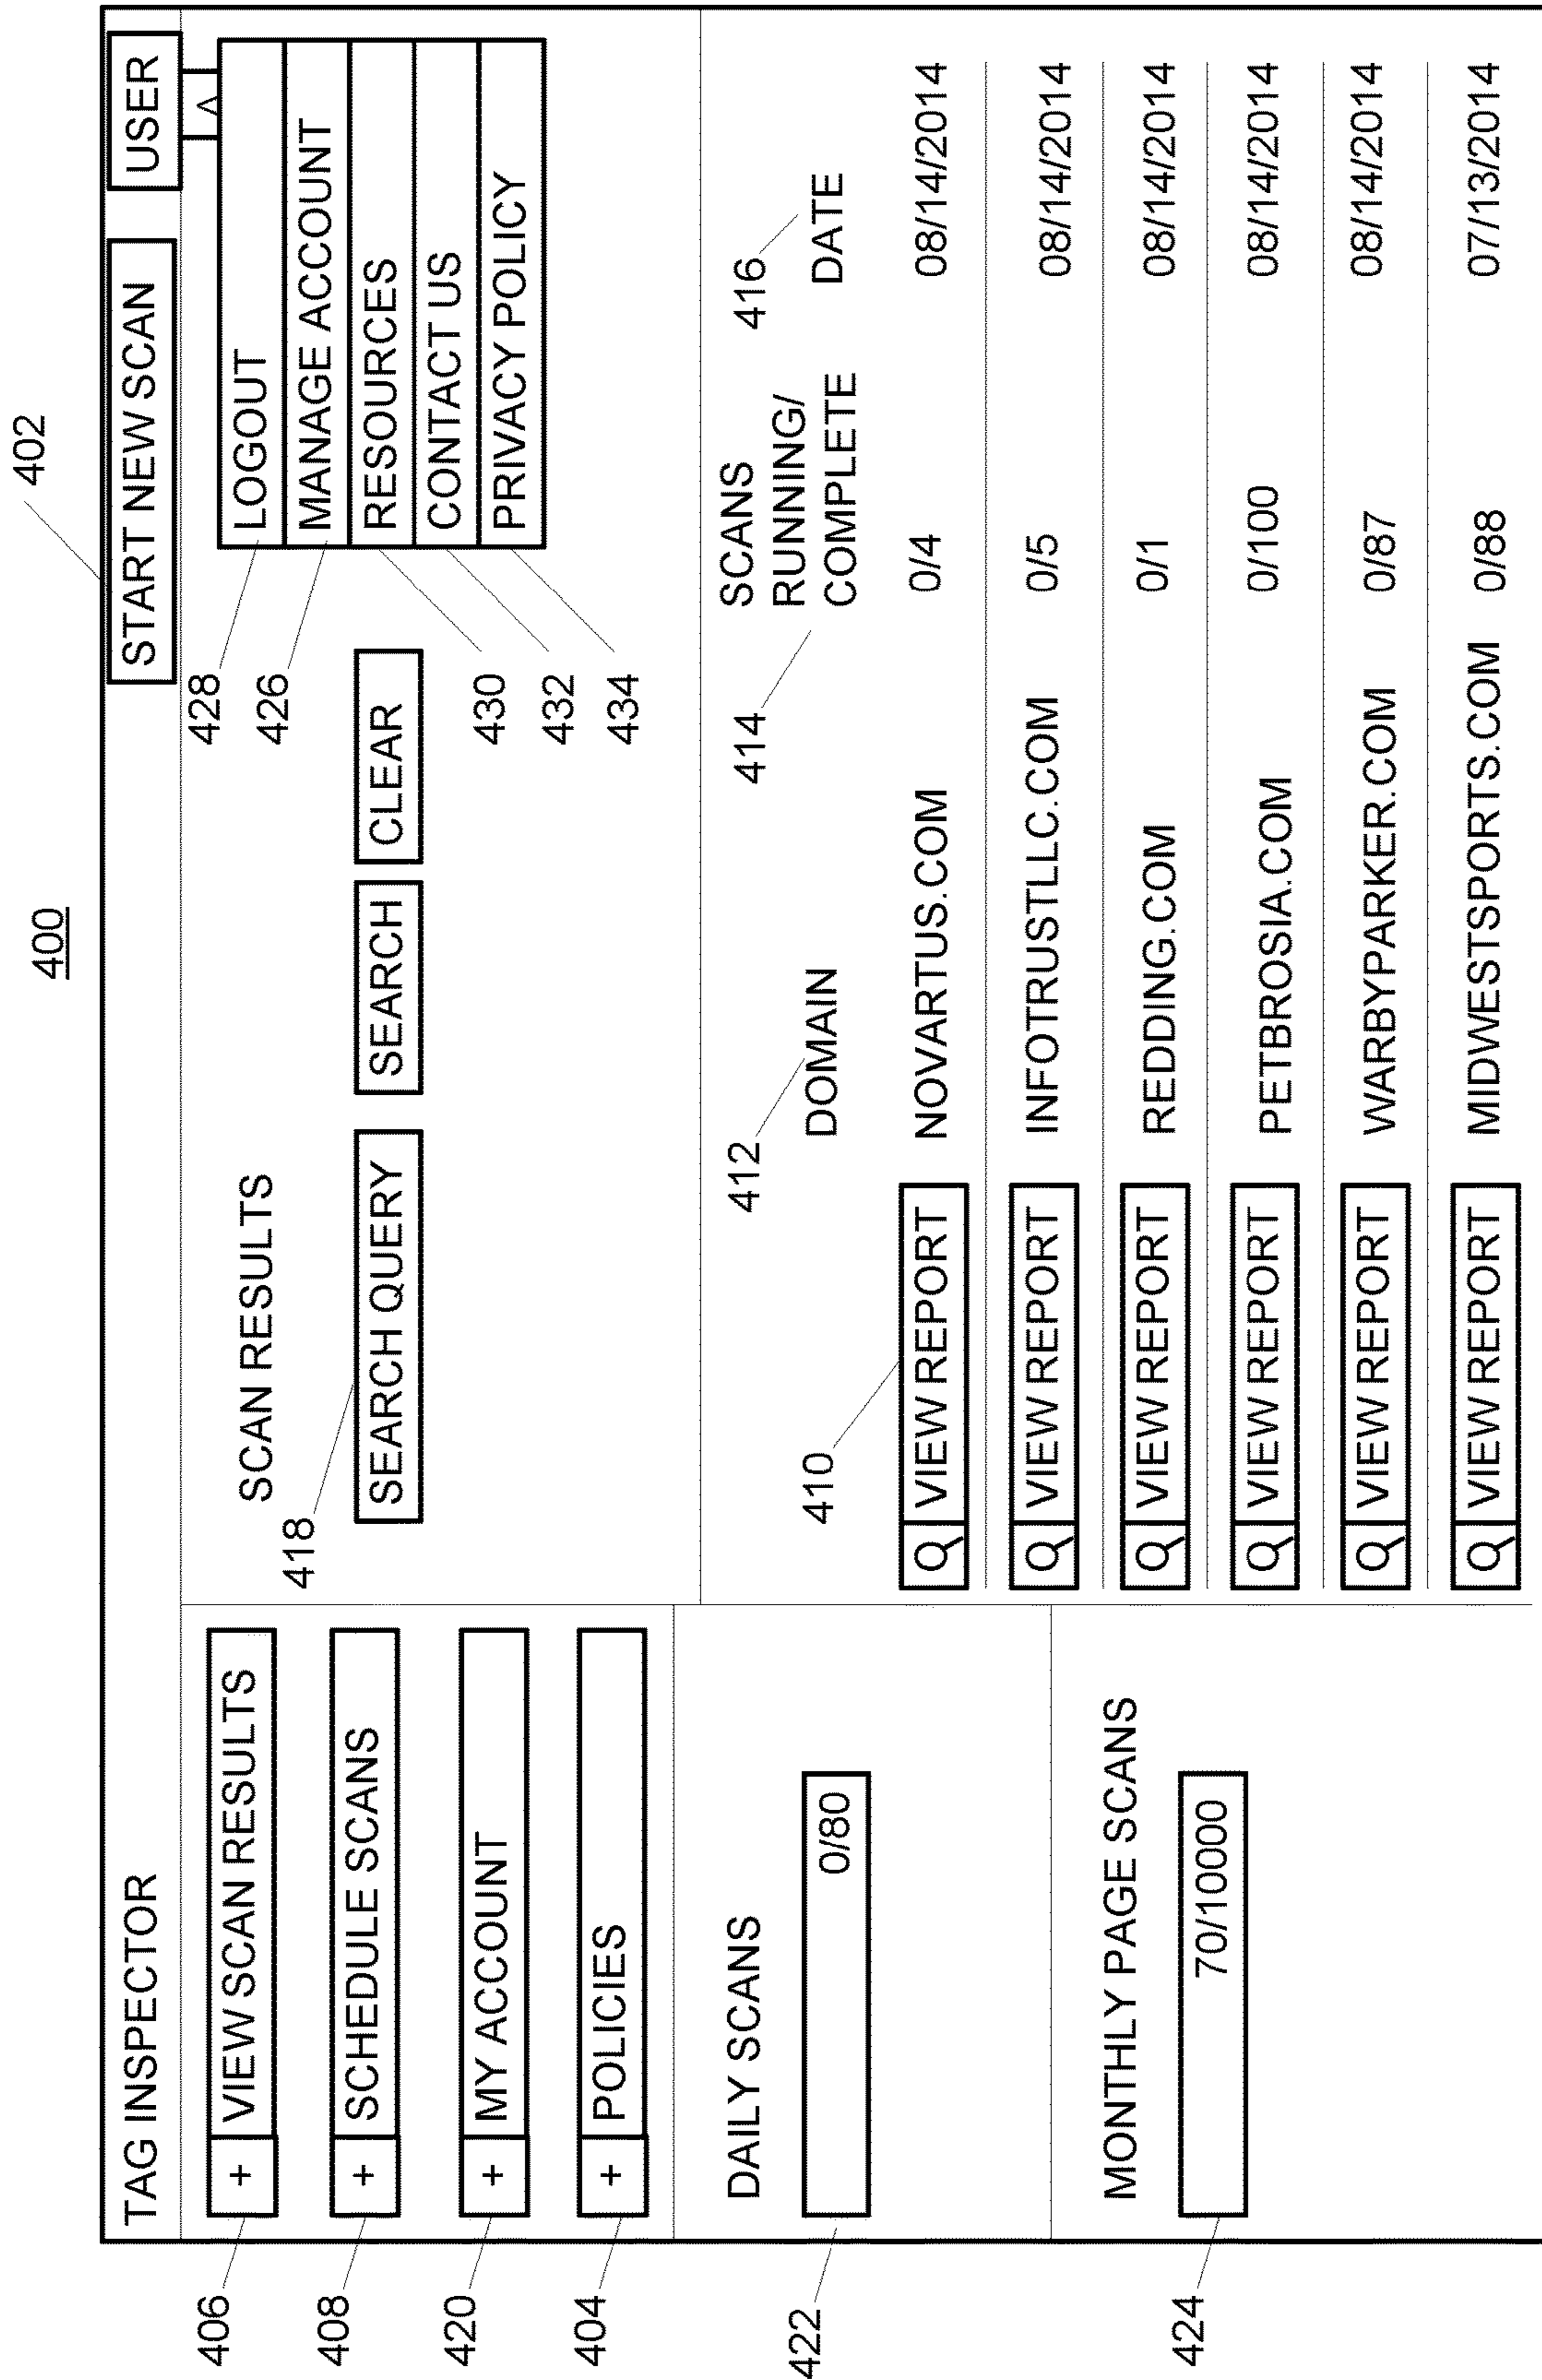 400
402
TAG INSPECTOR
START NEW SCAN
USER
^
406
+ VIEW SCAN RESULTS
408
+ SCHEDULE SCANS
420
+ MY ACCOUNT
404
+ POLICIES
422
DAILY SCANS
0/80
424
MONTHLY PAGE SCANS
70/10000
SCAN RESULTS
418
SEARCH QUERY
SEARCH
CLEAR
428
LOGOUT
426
MANAGE ACCOUNT
430
RESOURCES
432
CONTACT US
434
PRIVACY POLICY
410
412
DOMAIN
414
SCANS
RUNNING/
COMPLETE
416
DATE
VIEW REPORT NOVARTUS.COM 0/4 08/14/2014
VIEW REPORT INFOTRUSTLLC.COM 0/5 08/14/2014
VIEW REPORT REDDING.COM 0/1 08/14/2014
VIEW REPORT PETBROSIA.COM 0/100 08/14/2014
VIEW REPORT WARBYPARKER.COM 0/87 08/14/2014
VIEW REPORT MIDWESTSPORTS.COM 0/88 07/13/2014